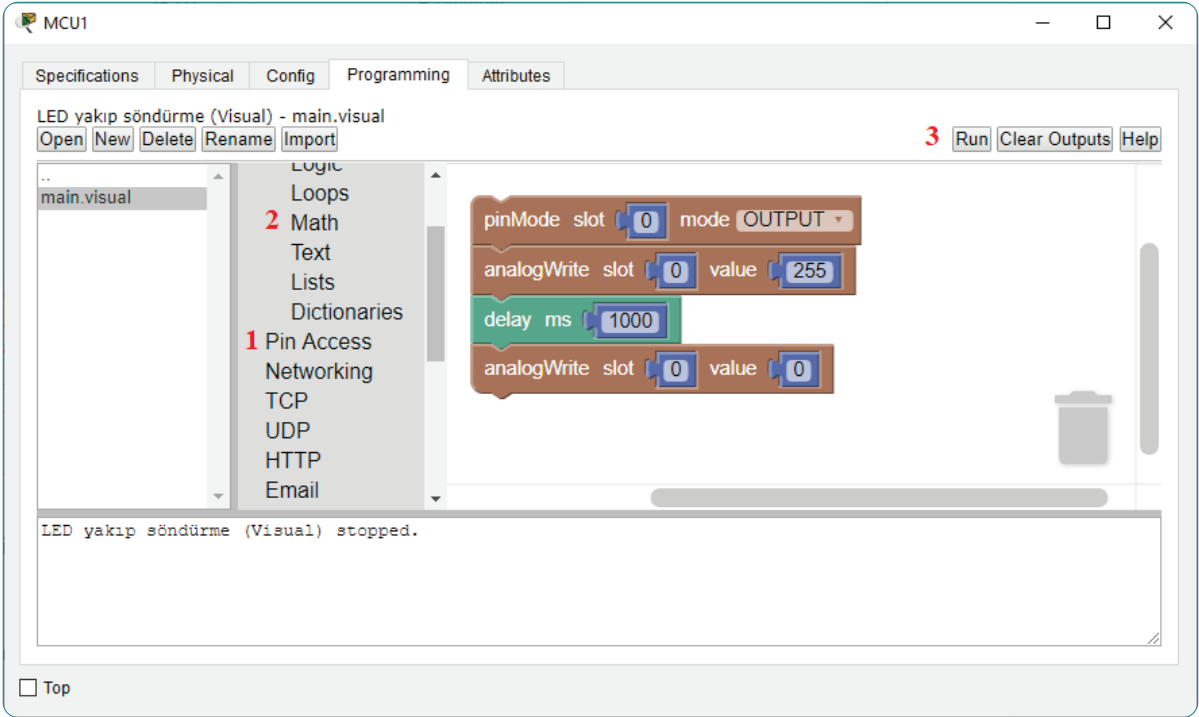 MCU1
Specifications Physical Config Programming Attributes
LED yakıp söndürme (Visual) - main.visual
Open New Delete Rename Import
3 Run Clear Outputs Help
..
main.visual
Logic
Loops
2 Math
Text
Lists
Dictionaries
1 Pin Access
Networking
TCP
UDP
HTTP
Email
pinMode slot 0 mode OUTPUT
analogWrite slot 0 value 255
delay ms 1000
analogWrite slot 0 value 0
LED yakıp söndürme (Visual) stopped.
Top